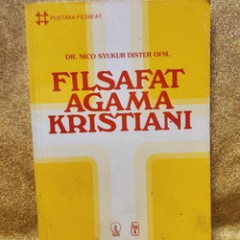 PUSTAKA FILSAFAT
DR. NICO SYUKUR DISTER OFM.
FILSAFAT
AGAMA
KRISTIANI